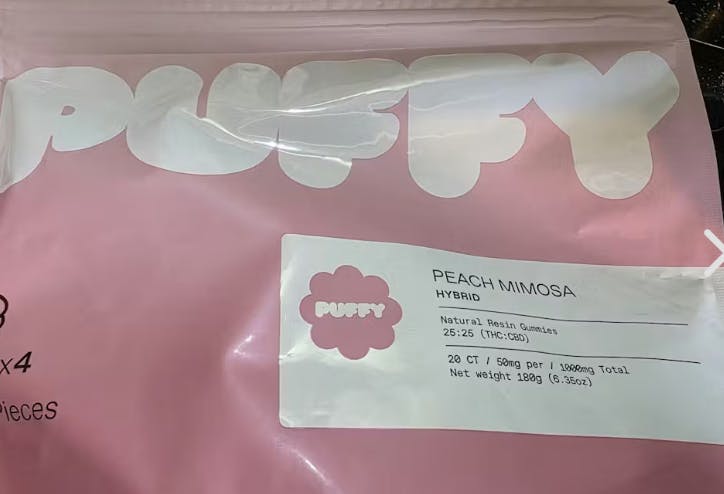 PUFFY
PEACH MIMOSA
HYBRID
PUFFY
Natural Resin Gummies
25:25 (THC:CBD)
20 CT / 50mg per / 1000mg Total
Net weight 180g (6.35oz)
x4